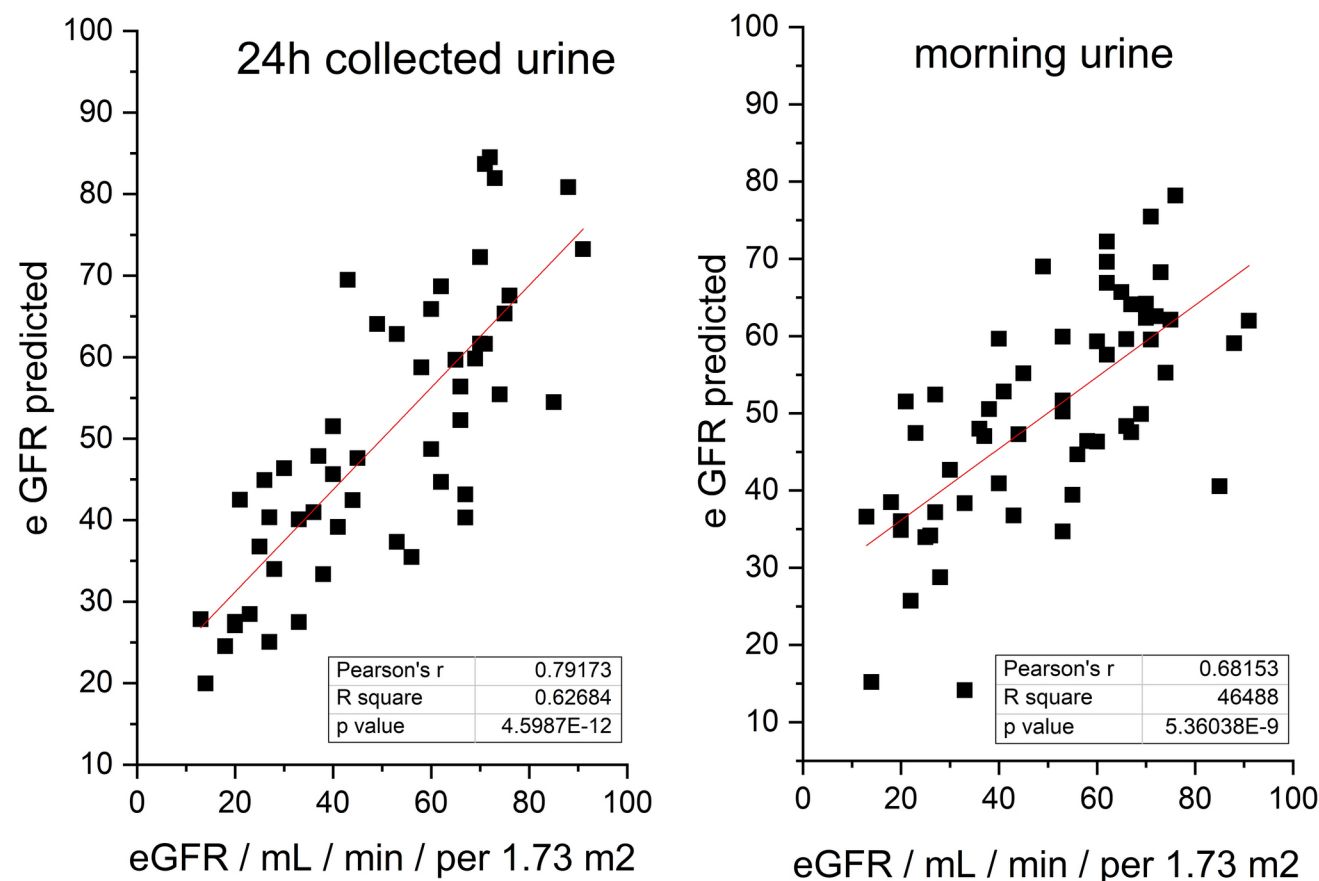 24h collected urine
100
90
80
70
60
50
40
30
20
10
0 20 40 60 80 100
e GFR predicted
eGFR / mL / min / per 1.73 m2
Pearson's r 0.79173
R square 0.62684
p value 4.5987E-12
morning urine
100
90
80
70
60
50
40
30
20
10
0 20 40 60 80 100
e GFR predicted
eGFR / mL / min / per 1.73 m2
Pearson's r 0.68153
R square 46488
p value 5.36038E-9